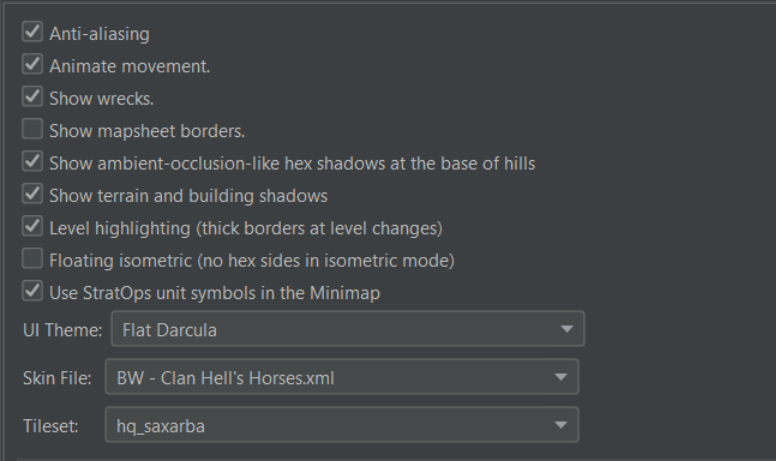 Anti-aliasing
Animate movement.
Show wrecks.
Show mapsheet borders.
Show ambient-occlusion-like hex shadows at the base of hills
Show terrain and building shadows
Level highlighting (thick borders at level changes)
Floating isometric (no hex sides in isometric mode)
Use StratOps unit symbols in the Minimap
UI Theme: Flat Darcula
Skin File: BW - Clan Hell's Horses.xml
Tileset: hq_saxarba